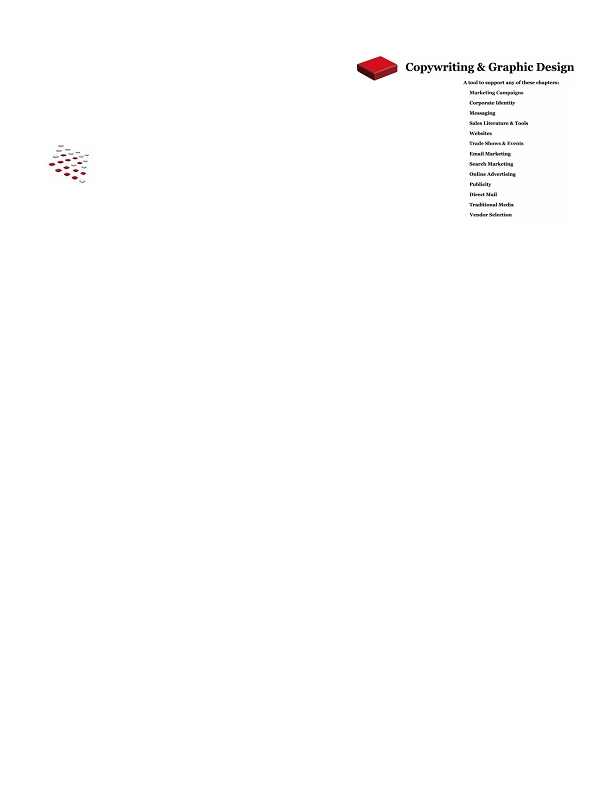 Copywriting & Graphic Design
A tool to support any of these chapters:
Marketing Campaigns
Corporate Identity
Messaging
Sales Literature & Tools
Websites
Trade Shows & Events
Email Marketing
Search Marketing
Online Advertising
Publicity
Direct Mail
Traditional Media
Vendor Selection